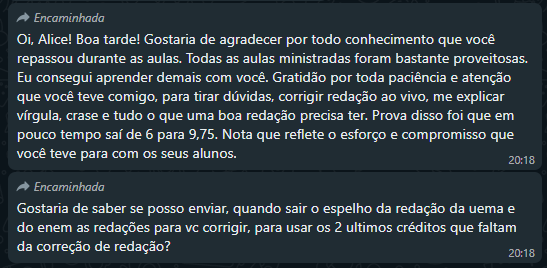 Encaminhada
Oi, Alice! Boa tarde! Gostaria de agradecer por todo conhecimento que você
repassou durante as aulas. Todas as aulas ministradas foram bastante proveitosas.
Eu consegui aprender demais com você. Gratidão por toda paciência e atenção
que você teve comigo, para tirar dúvidas, corrigir redação ao vivo, me explicar
vírgula, crase e tudo o que uma boa redação precisa ter. Prova disso foi que em
pouco tempo saí de 6 para 9,75. Nota que reflete o esforço e compromisso que
você teve para com os seus alunos.
20:18
Encaminhada
Gostaria de saber se posso enviar, quando sair o espelho da redação da uema e
do enem as redações para vc corrigir, para usar os 2 ultimos créditos que faltam
da correção de redação?
20:18